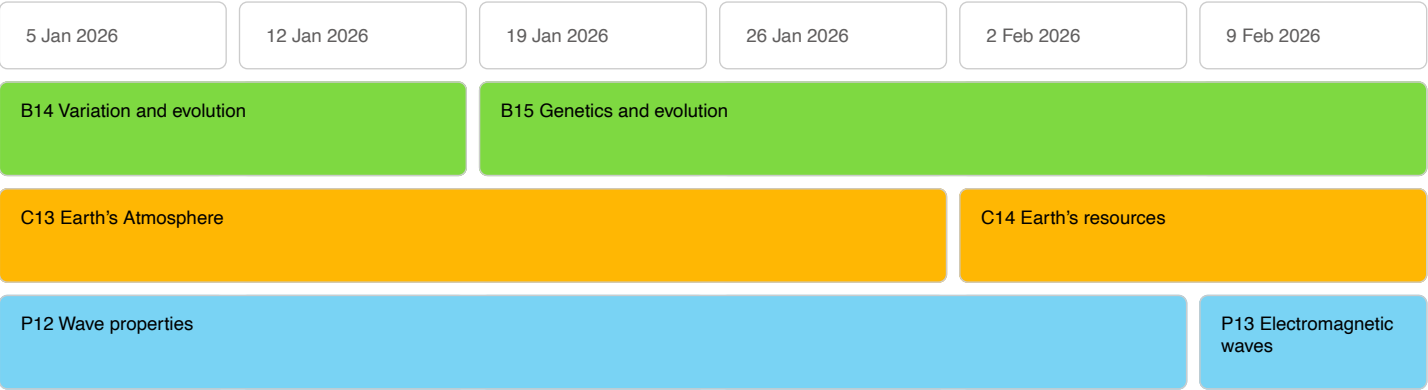 5 Jan 2026
12 Jan 2026
19 Jan 2026
26 Jan 2026
2 Feb 2026
9 Feb 2026
B14 Variation and evolution
B15 Genetics and evolution
C13 Earth’s Atmosphere
C14 Earth’s resources
P12 Wave properties
P13 Electromagnetic
waves